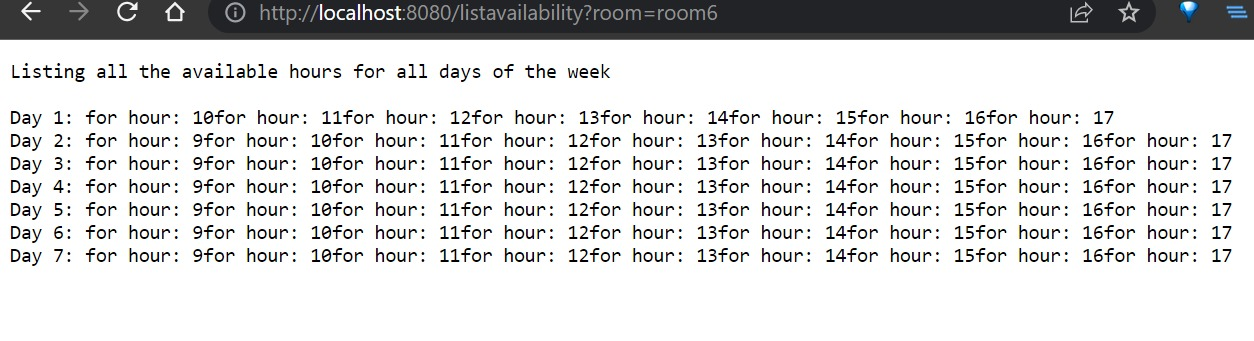 http://localhost:8080/listavailability?room=room6
Listing all the available hours for all days of the week
Day 1: for hour: 10for hour: 11for hour: 12for hour: 13for hour: 14for hour: 15for hour: 16for hour: 17
Day 2: for hour: 9for hour: 10for hour: 11for hour: 12for hour: 13for hour: 14for hour: 15for hour: 16for hour: 17
Day 3: for hour: 9for hour: 10for hour: 11for hour: 12for hour: 13for hour: 14for hour: 15for hour: 16for hour: 17
Day 4: for hour: 9for hour: 10for hour: 11for hour: 12for hour: 13for hour: 14for hour: 15for hour: 16for hour: 17
Day 5: for hour: 9for hour: 10for hour: 11for hour: 12for hour: 13for hour: 14for hour: 15for hour: 16for hour: 17
Day 6: for hour: 9for hour: 10for hour: 11for hour: 12for hour: 13for hour: 14for hour: 15for hour: 16for hour: 17
Day 7: for hour: 9for hour: 10for hour: 11for hour: 12for hour: 13for hour: 14for hour: 15for hour: 16for hour: 17